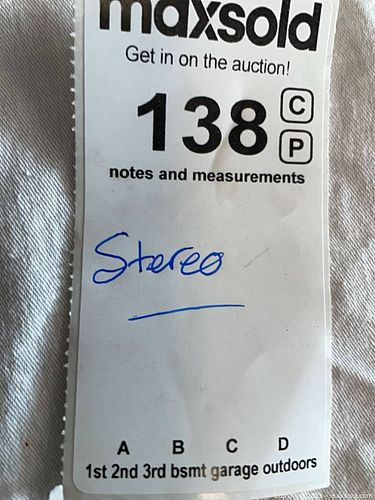 maxsold
Get in on the auction!
138 C
P
notes and measurements
Stereo
A B C D
1st 2nd 3rd bsmt garage outdoors